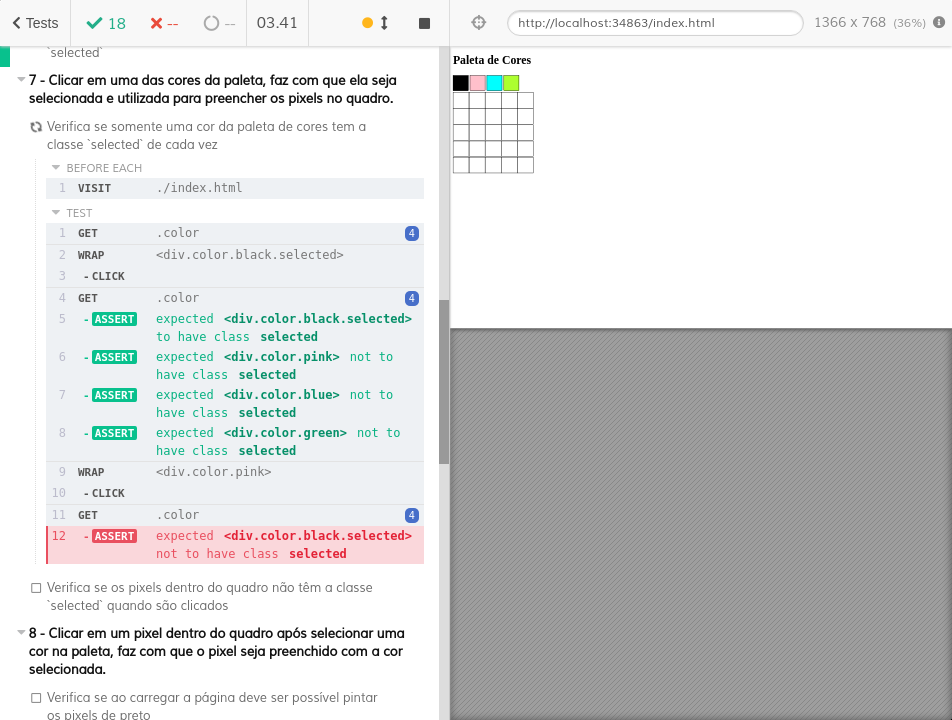 Tests 18 -- -- 03.41 http://localhost:34863/index.html 1366 x 768 (36%)
`selected`
7 - Clicar em uma das cores da paleta, faz com que ela seja
selecionada e utilizada para preencher os pixels no quadro.
Verifica se somente uma cor da paleta de cores tem a
classe `selected` de cada vez
BEFORE EACH
1 VISIT ./index.html
TEST
1 GET .color 4
2 WRAP <div.color.black.selected>
3 - CLICK
4 GET .color 4
5 - ASSERT expected <div.color.black.selected>
to have class selected
6 - ASSERT expected <div.color.pink> not to
have class selected
7 - ASSERT expected <div.color.blue> not to
have class selected
8 - ASSERT expected <div.color.green> not to
have class selected
9 WRAP <div.color.pink>
10 - CLICK
11 GET .color 4
12 - ASSERT expected <div.color.black.selected>
not to have class selected
Verifica se os pixels dentro do quadro não têm a classe
`selected` quando são clicados
8 - Clicar em um pixel dentro do quadro após selecionar uma
cor na paleta, faz com que o pixel seja preenchido com a cor
selecionada.
Verifica se ao carregar a página deve ser possível pintar
os pixels de preto
Paleta de Cores